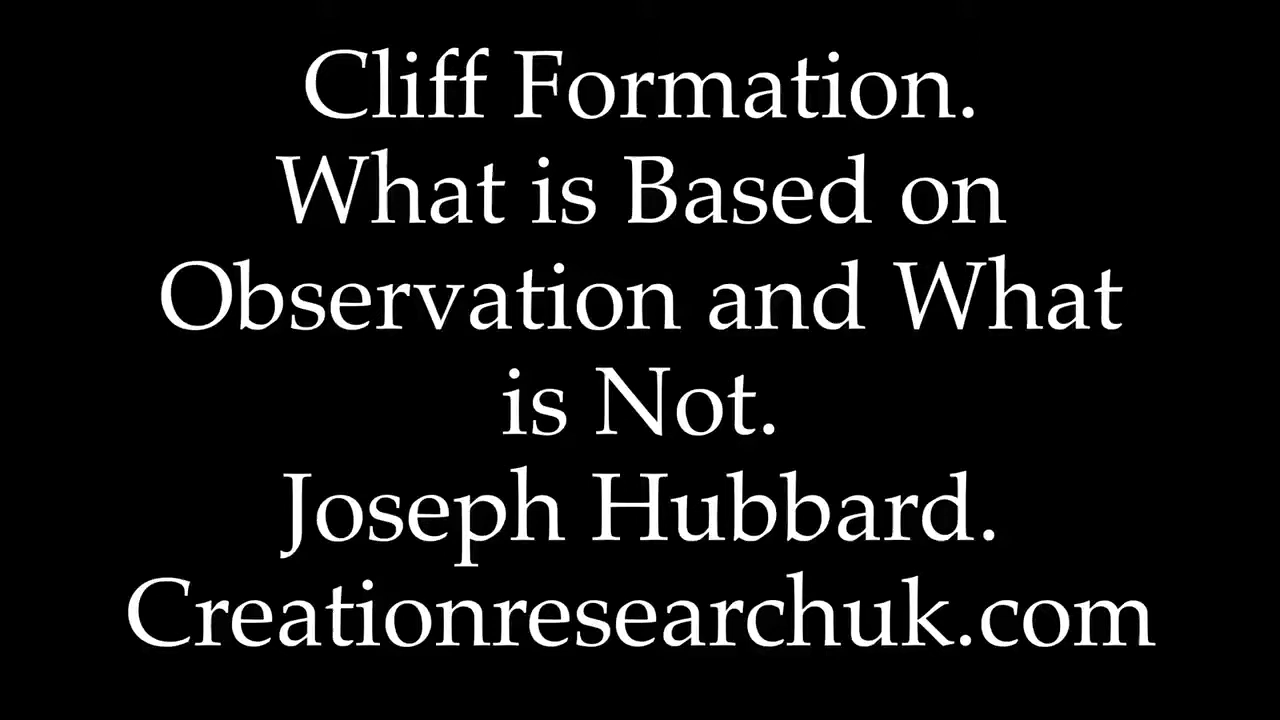 Cliff Formation.
What is Based on
Observation and What
is Not.
Joseph Hubbard.
Creationresearchuk.com